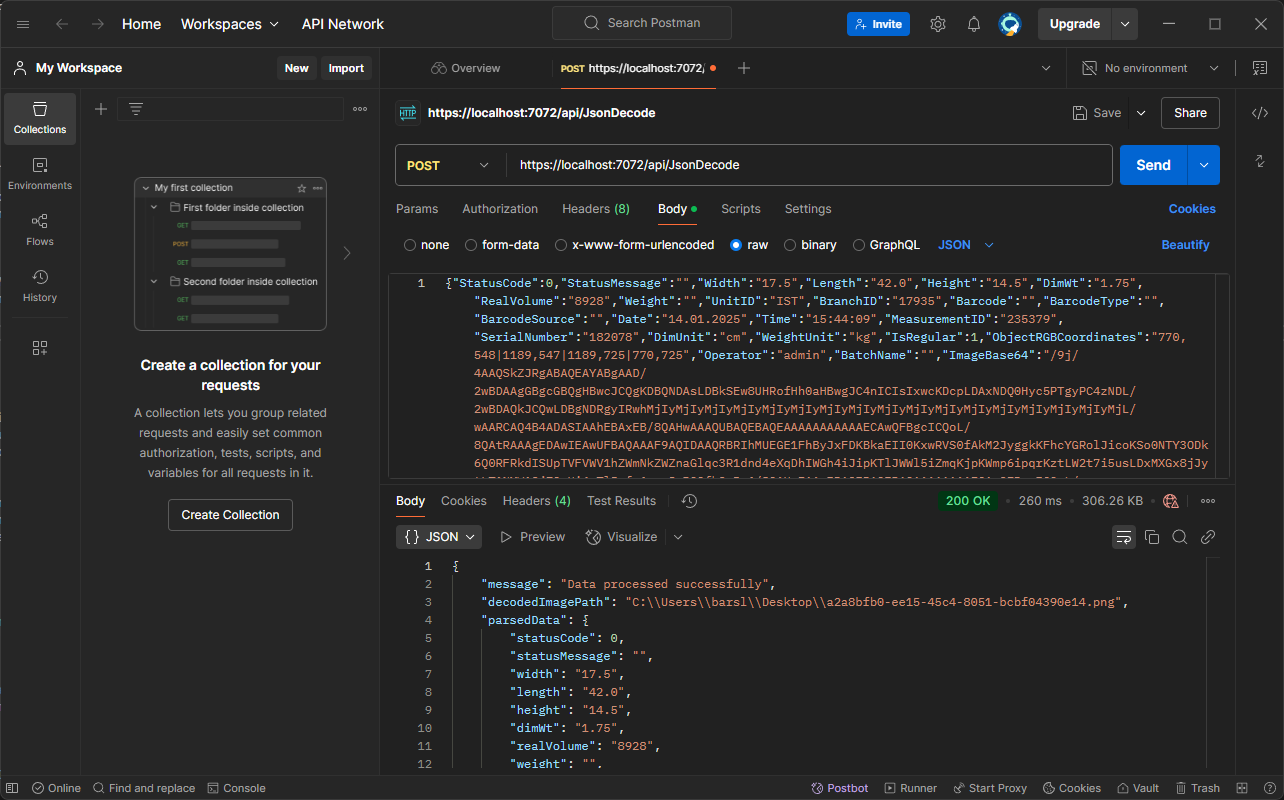 Home Workspaces API Network Search Postman Invite Upgrade
My Workspace New Import Overview POST https://localhost:7072/ No environment
Collections
Environments
Flows
History
My first collection
First folder inside collection
GET
POST
GET
Second folder inside collection
GET
GET
Create a collection for your
requests
A collection lets you group related
requests and easily set common
authorization, tests, scripts, and
variables for all requests in it.
Create Collection
HTTP https://localhost:7072/api/JsonDecode Save Share
POST https://localhost:7072/api/JsonDecode Send
Params Authorization Headers (8) Body Scripts Settings Cookies
none form-data x-www-form-urlencoded raw binary GraphQL JSON Beautify
1 {"StatusCode":0,"StatusMessage":"","Width":"17.5","Length":"42.0","Height":"14.5","DimWt":"1.75",
"RealVolume":"8928","Weight":"","UnitID":"IST","BranchID":"17935","Barcode":"","BarcodeType":"",
"BarcodeSource":"","Date":"14.01.2025","Time":"15:44:09","MeasurementID":"235379",
"SerialNumber":"182078","DimUnit":"cm","WeightUnit":"kg","IsRegular":1,"ObjectRGBCoordinates":"770,
548|1189,547|1189,725|770,725","Operator":"admin","BatchName":"","ImageBase64":"/9j/
4AAQSkZJRgABAQEAYABgAAD/
2wBDAAgGBgcGBQgHBwcJCQgKDBQNDAsLDBkSEw8UHRofHh0aHBwgJC4nICIsIxwcKDcpLDAxNDQ0Hyc5PTgyPC4zNDL/
2wBDAQkJCQwLDBgNDRgyIRwhMjIyMjIyMjIyMjIyMjIyMjIyMjIyMjIyMjIyMjIyMjIyMjIyMjIyMjIyMjIyMjIyMjL/
wAARCAQ4B4ADASIAAhEBAxEB/8QAHwAAAQUBAQEBAQEAAAAAAAAAAAECAwQFBgcICQoL/
8QAtRAAAgEDAwIEAwUFBAQAAAF9AQIDAAQRBRIhMUEGE1FhByJxFDKBkaEII0KxwRVS0fAkM2JyggkKFhcYGRolJicoKSo0NTY3ODk
6Q0RFRkdISUpTVFVWV1hZWmNkZWZnaGlqc3R1dnd4eXqDhIWGh4iJipKTlJWWl5iZmqKjpKWmp6ipqrKztLW2t7i5usLDxMXGx8jJy
Body Cookies Headers (4) Test Results 200 OK 260 ms 306.26 KB
{} JSON Preview Visualize
1 {
2 "message": "Data processed successfully",
3 "decodedImagePath": "C:\\Users\\barsl\\Desktop\\a2a8bfb0-ee15-45c4-8051-bcbf04390e14.png",
4 "parsedData": {
5 "statusCode": 0,
6 "statusMessage": "",
7 "width": "17.5",
8 "length": "42.0",
9 "height": "14.5",
10 "dimWt": "1.75",
11 "realVolume": "8928",
12 "weight": "",
Online Find and replace Console Postbot Runner Start Proxy Cookies Vault Trash